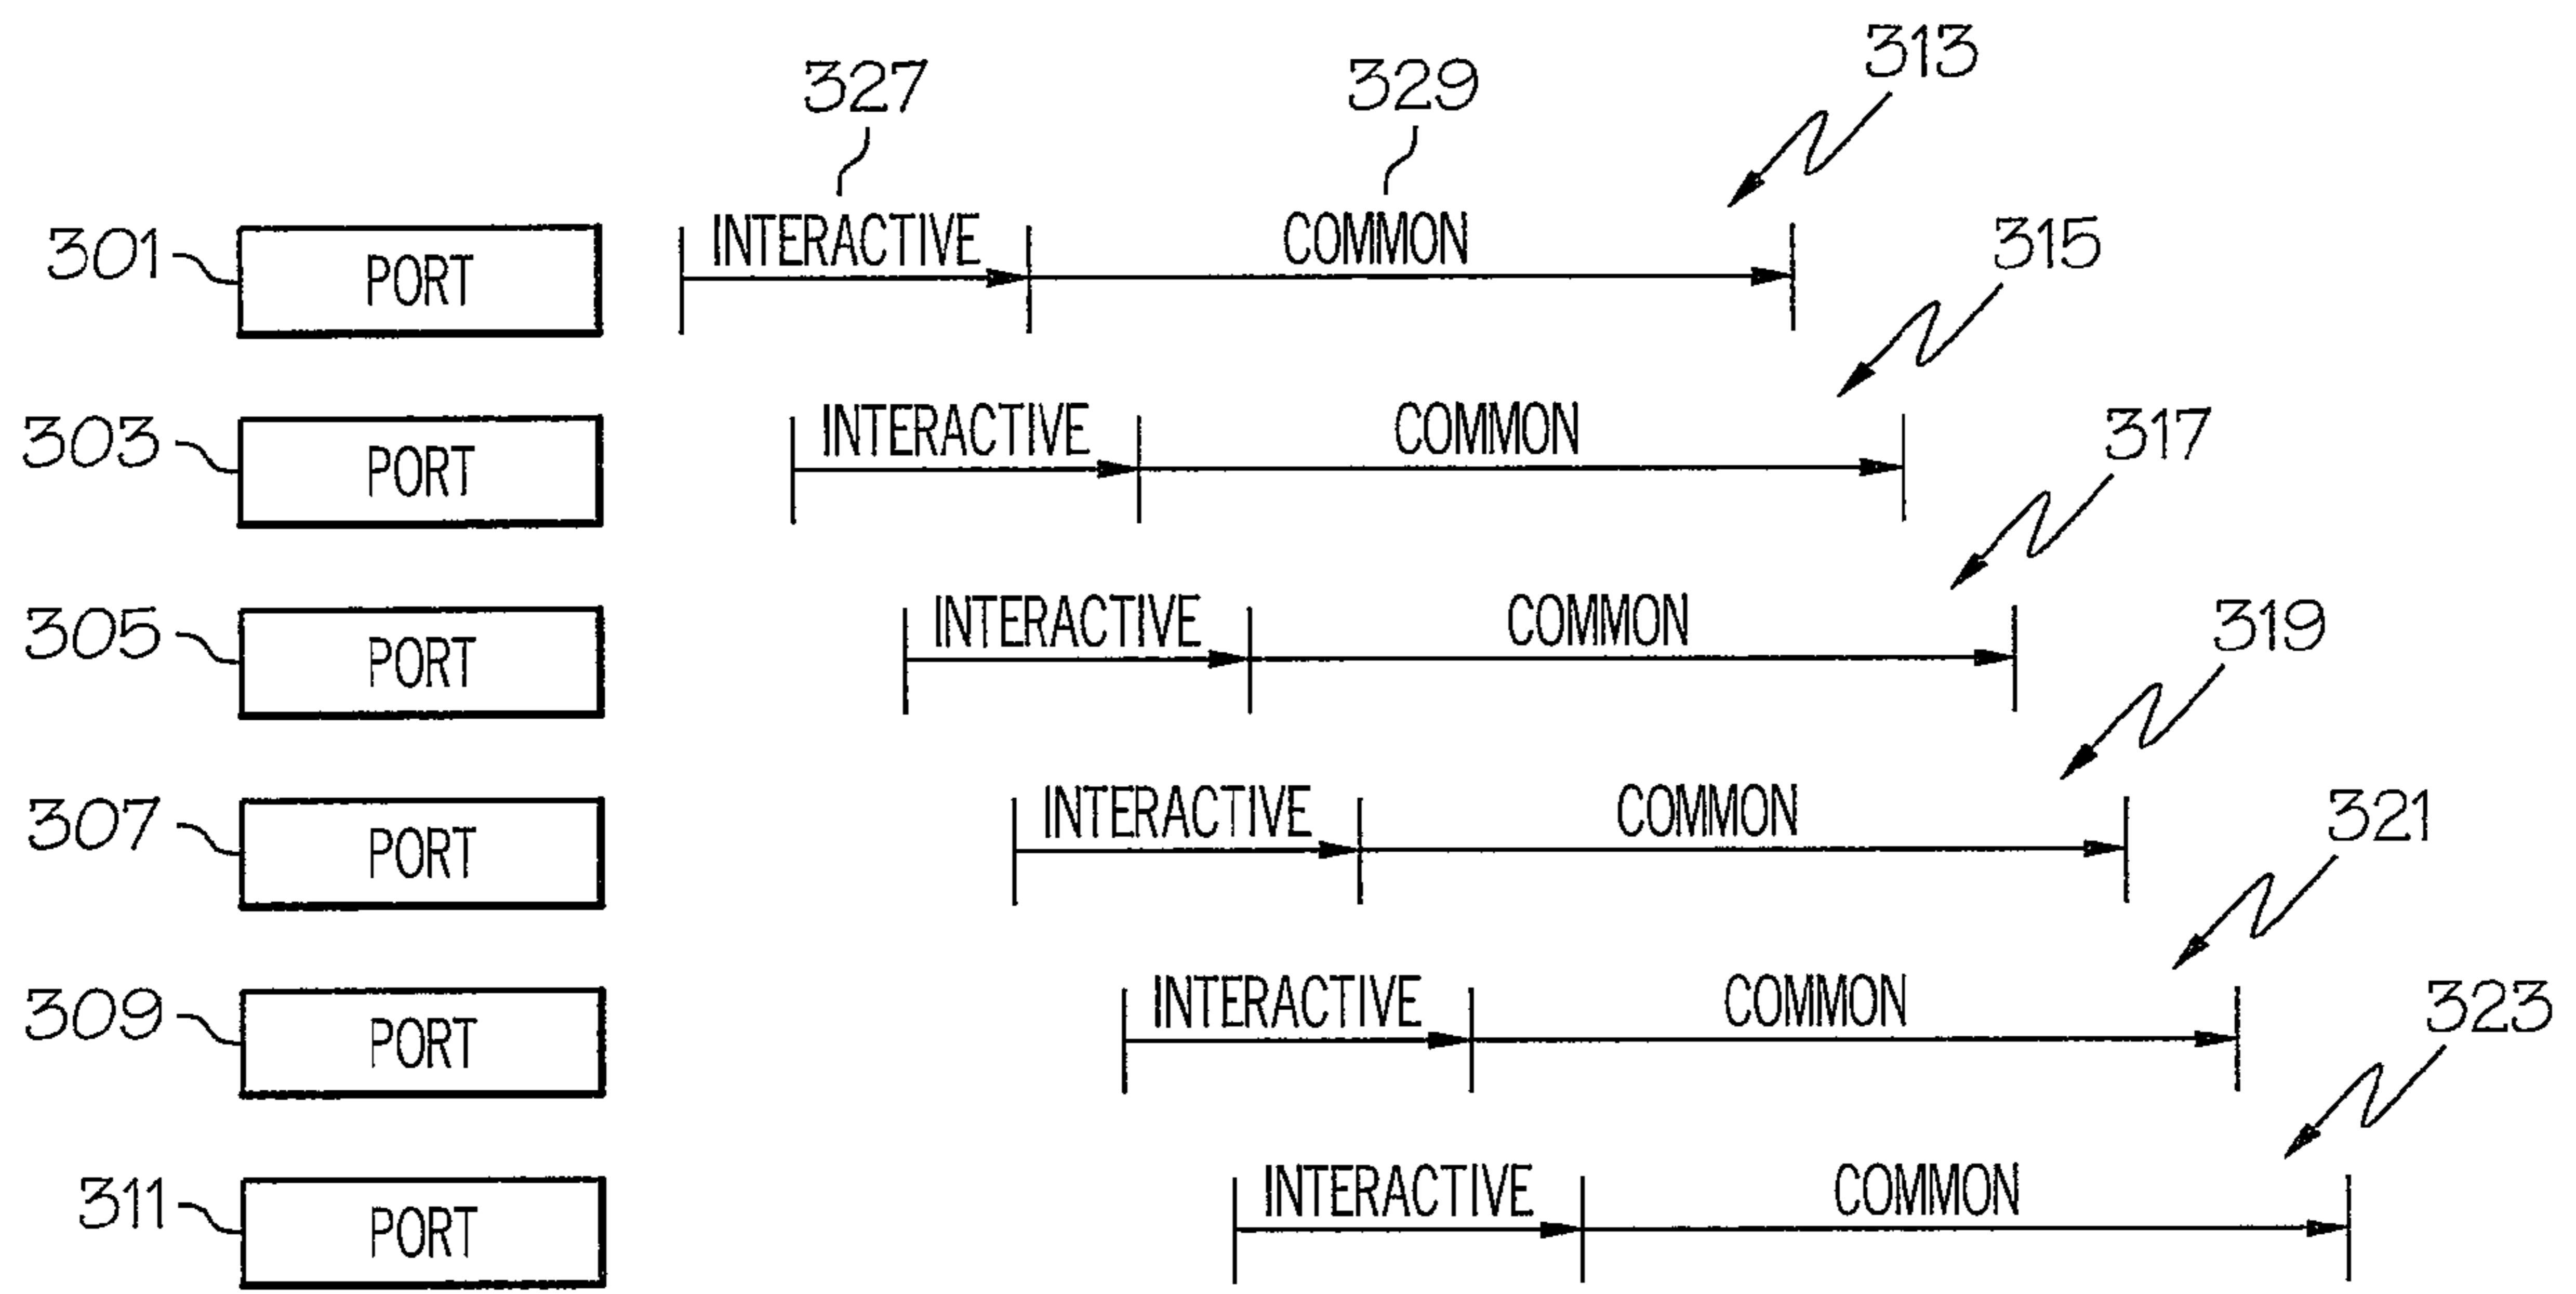 313
327 329
301 PORT INTERACTIVE COMMON
315
303 PORT INTERACTIVE COMMON
317
305 PORT INTERACTIVE COMMON
319
307 PORT INTERACTIVE COMMON
321
309 PORT INTERACTIVE COMMON
323
311 PORT INTERACTIVE COMMON